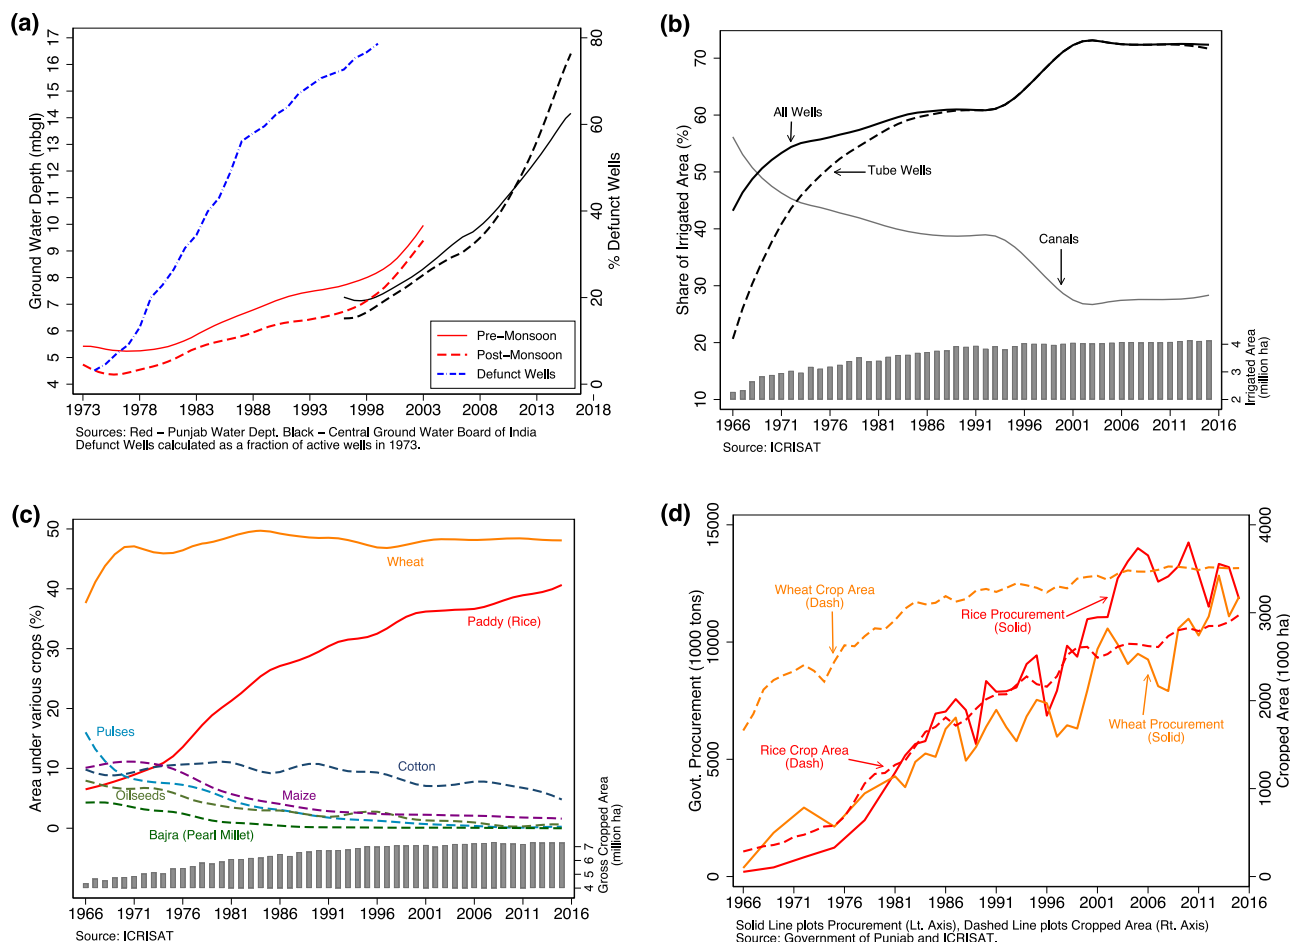 (a)
Ground Water Depth (mbgl)
17
16
15
14
13
12
11
10
9
8
7
6
5
4
80
60
40
20
0
% Defunct Wells
Pre−Monsoon
Post−Monsoon
Defunct Wells
1973 1978 1983 1988 1993 1998 2003 2008 2013 2018
Sources: Red − Punjab Water Dept. Black − Central Ground Water Board of India
Defunct Wells calculated as a fraction of active wells in 1973.
(b)
Share of Irrigated Area (%)
70
60
50
40
30
20
10
All Wells
Tube Wells
Canals
4
3
2
Irrigated Area
(million ha)
1966 1971 1976 1981 1986 1991 1996 2001 2006 2011 2016
Source: ICRISAT
(c)
Area under various crops (%)
50
40
30
20
10
0
Wheat
Paddy (Rice)
Pulses
Cotton
Oilseeds
Maize
Bajra (Pearl Millet)
7
6
5
4
Gross Cropped Area
(million ha)
1966 1971 1976 1981 1986 1991 1996 2001 2006 2011 2016
Source: ICRISAT
(d)
Govt. Procurement (1000 tons)
15000
10000
5000
0
4000
3000
2000
1000
0
Cropped Area (1000 ha)
Wheat Crop Area
(Dash)
Rice Procurement
(Solid)
Wheat Procurement
(Solid)
Rice Crop Area
(Dash)
1966 1971 1976 1981 1986 1991 1996 2001 2006 2011 2016
Solid Line plots Procurement (Lt. Axis), Dashed Line plots Cropped Area (Rt. Axis)
Source: Government of Punjab and ICRISAT.